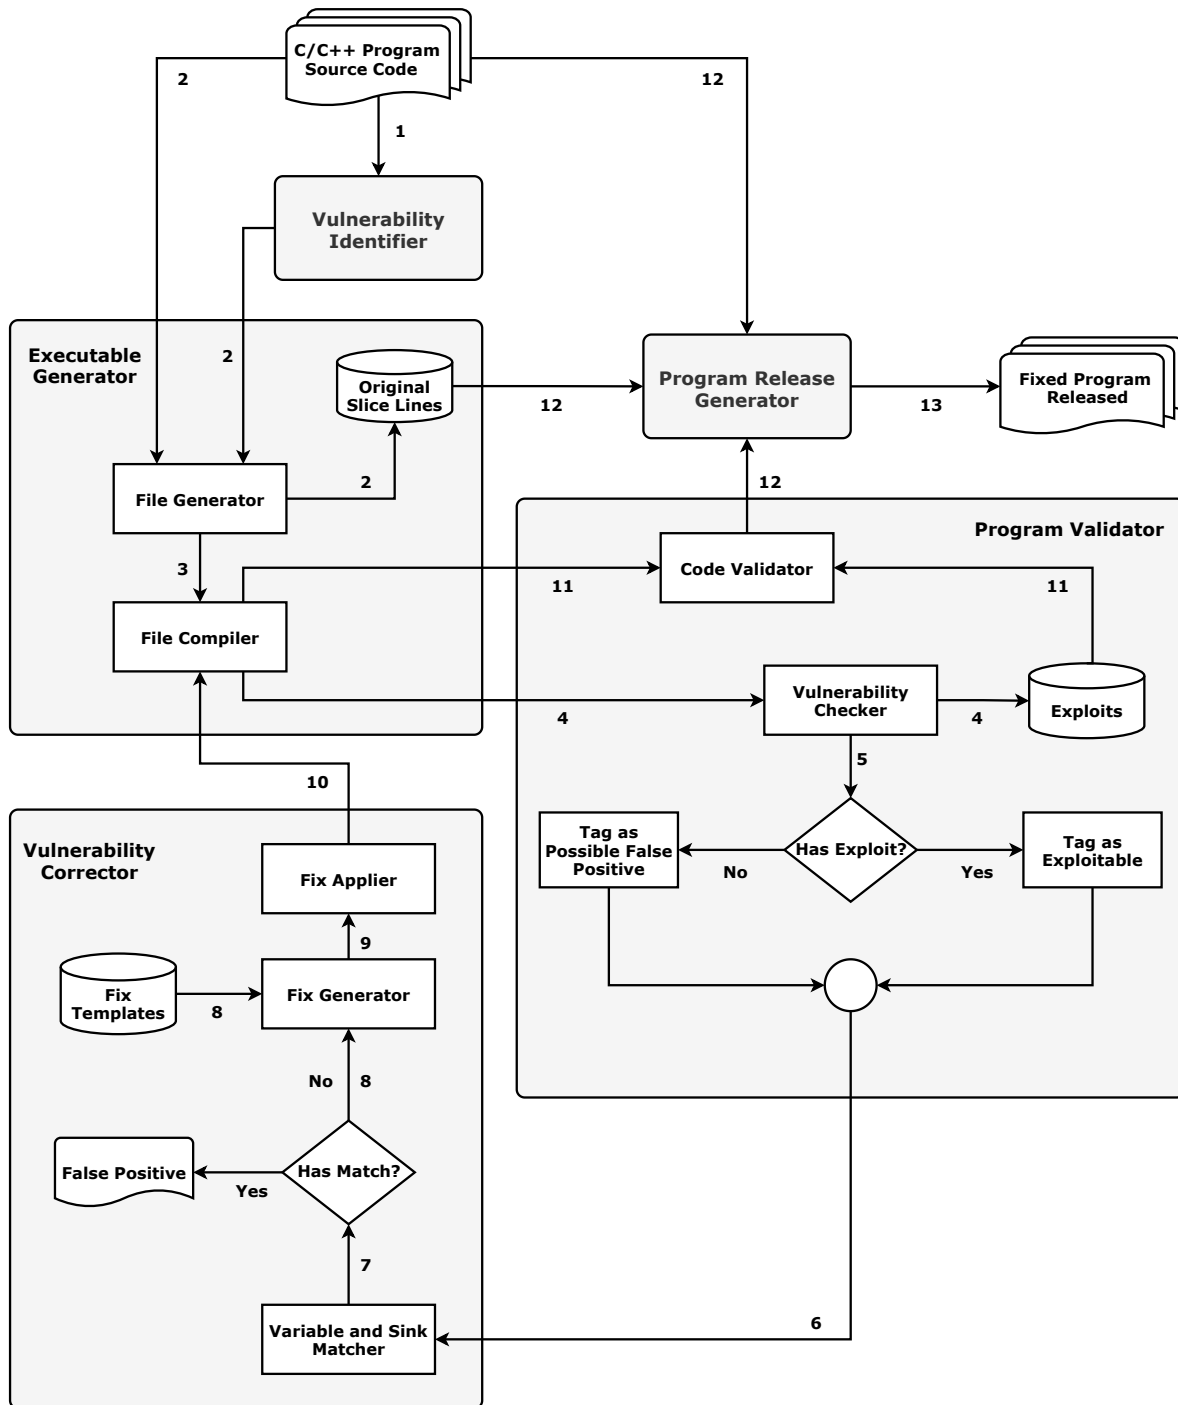 C/C++ Program
Source Code
2
12
1
Vulnerability
Identifier
Executable
Generator
2
Original
Slice Lines
12
Program Release
Generator
13
Fixed Program
Released
File Generator
2
12
Program Validator
3
11
Code Validator
11
File Compiler
4
Vulnerability
Checker
4
Exploits
5
10
Vulnerability
Corrector
Fix Applier
Tag as
Possible False
Positive
No
Has Exploit?
Yes
Tag as
Exploitable
9
Fix
Templates
8
Fix Generator
No
8
False Positive
Yes
Has Match?
7
Variable and Sink
Matcher
6